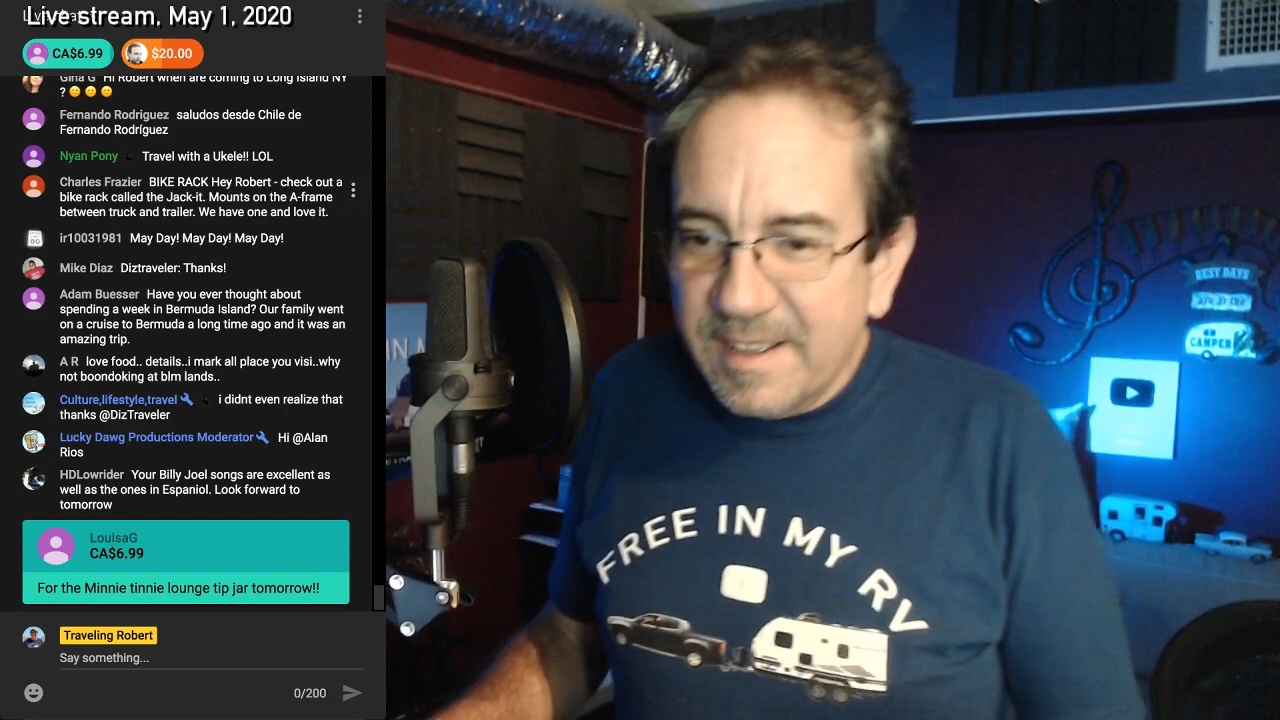 Live stream, May 1, 2020
CA$6.99 $20.00
Gina G Hi Robert when are coming to Long Island NY
?
Fernando Rodriguez saludos desde Chile de
Fernando Rodríguez
Nyan Pony Travel with a Ukele!! LOL
Charles Frazier BIKE RACK Hey Robert - check out a
bike rack called the Jack-it. Mounts on the A-frame
between truck and trailer. We have one and love it.
ir10031981 May Day! May Day! May Day!
Mike Diaz Diztraveler: Thanks!
Adam Buesser Have you ever thought about
spending a week in Bermuda Island? Our family went
on a cruise to Bermuda a long time ago and it was an
amazing trip.
A R love food.. details..i mark all place you visi..why
not boondoking at blm lands..
Culture,lifestyle,travel i didnt even realize that
thanks @DizTraveler
Lucky Dawg Productions Moderator Hi @Alan
Rios
HDLowrider Your Billy Joel songs are excellent as
well as the ones in Espaniol. Look forward to
tomorrow
LouisaG
CA$6.99
For the Minnie tinnie lounge tip jar tomorrow!!
Traveling Robert
Say something...
0/200
FREE IN MY RV
BEST DAYS
CAMPER